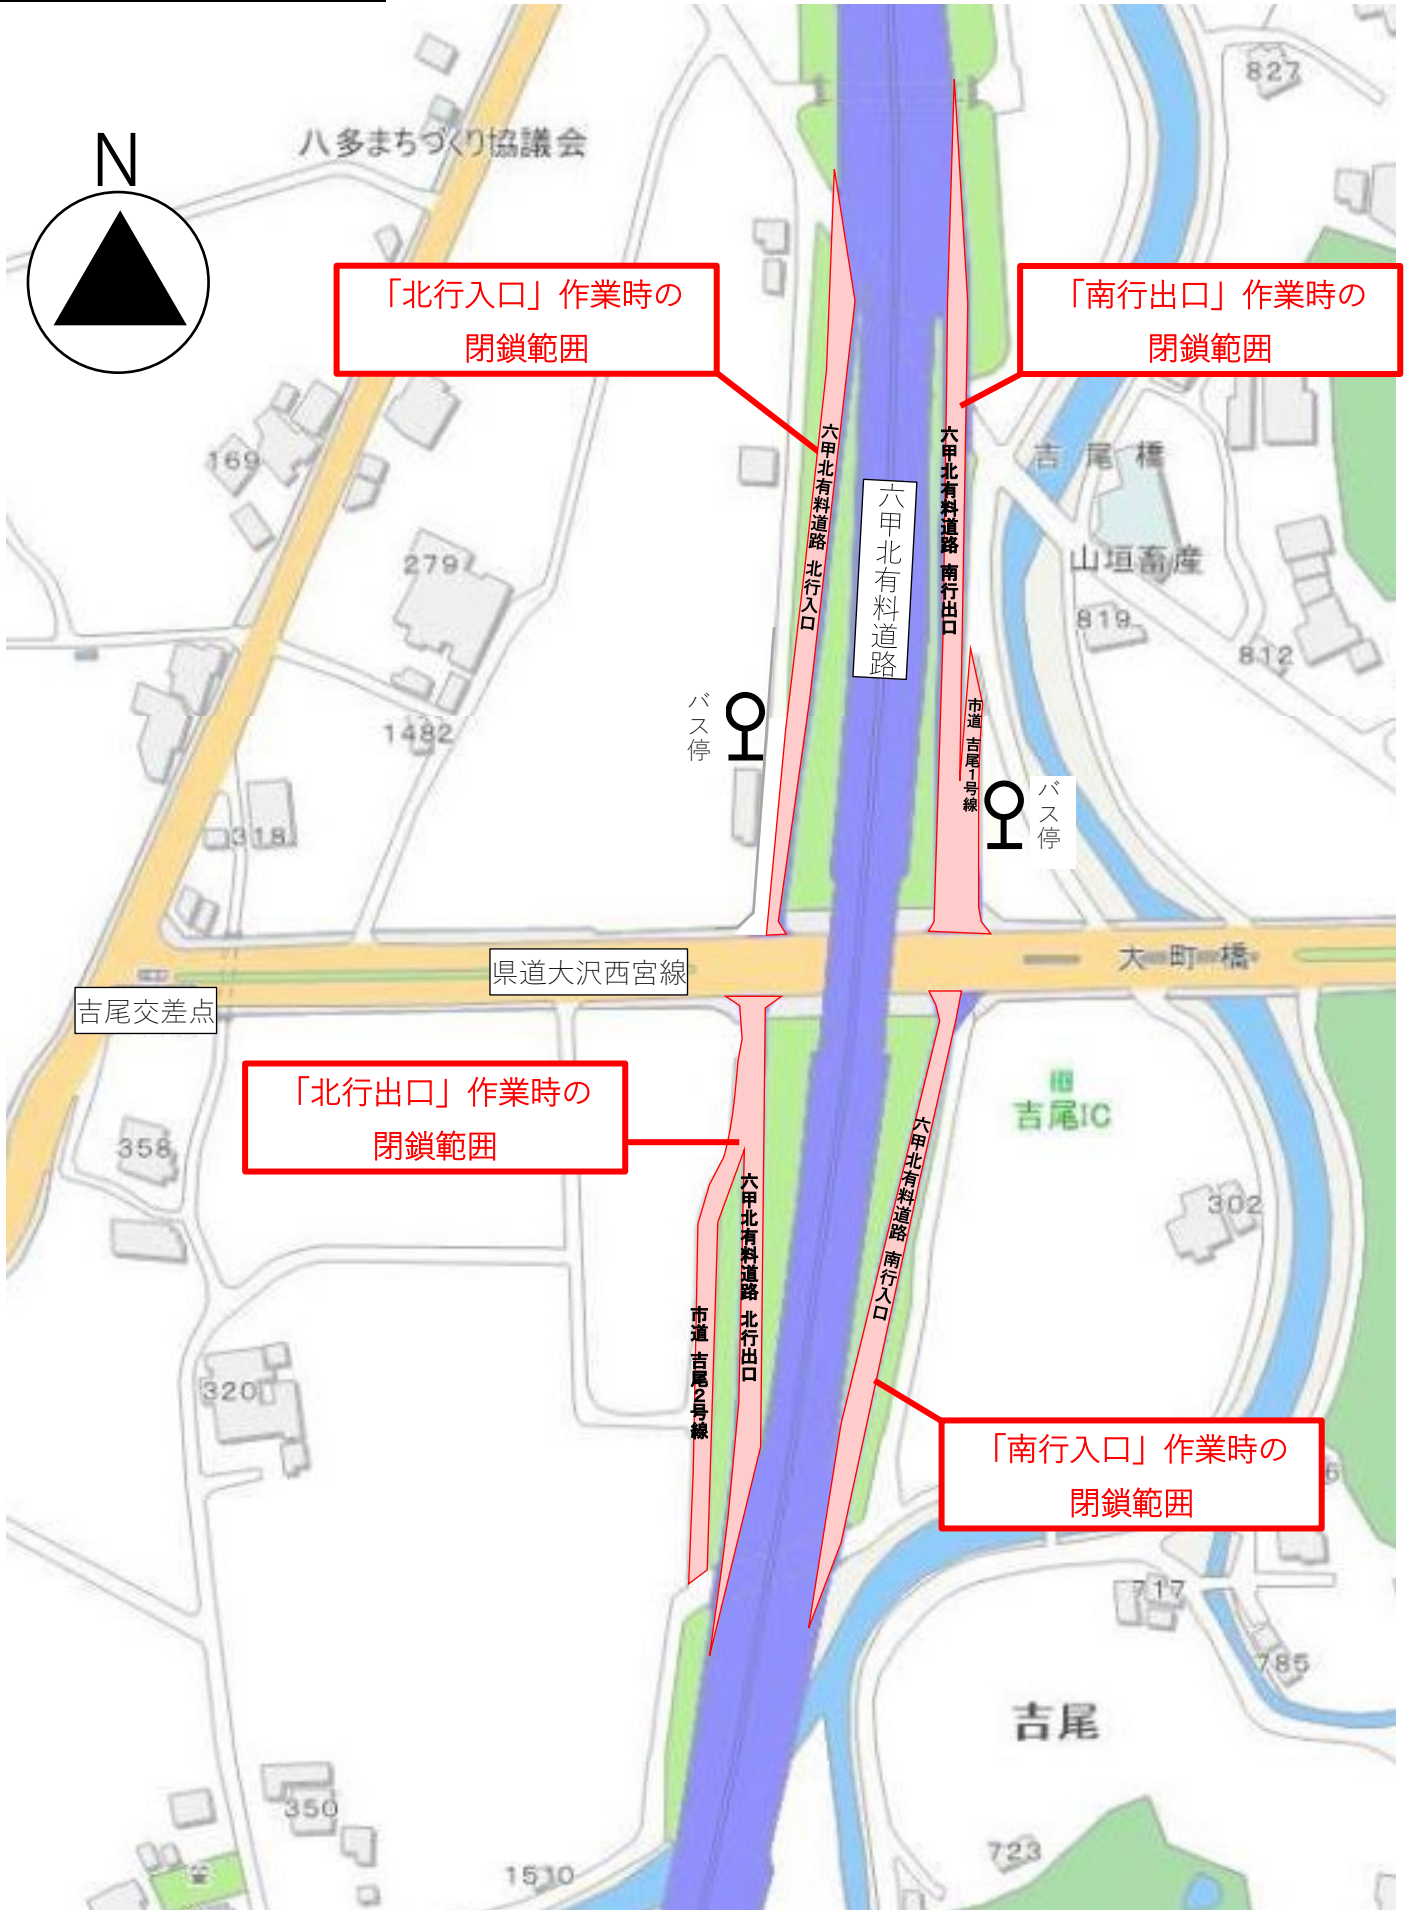 827
八多まちづくり協議会
N
「北行入口」作業時の
閉鎖範囲
「南行出口」作業時の
閉鎖範囲
169
六甲北有料道路 北行入口
六甲北有料道路 南行出口
吉尾橋
六甲北有料道路
279
山垣畜産
819
812
バス停
1482
市道 吉尾1号線
バス停
318
県道大沢西宮線
大町橋
吉尾交差点
「北行出口」作業時の
閉鎖範囲
吉尾IC
358
六甲北有料道路 南行入口
六甲北有料道路 北行出口
302
市道 吉尾2号線
320
「南行入口」作業時の
閉鎖範囲
6
717
785
吉尾
350
723
1510